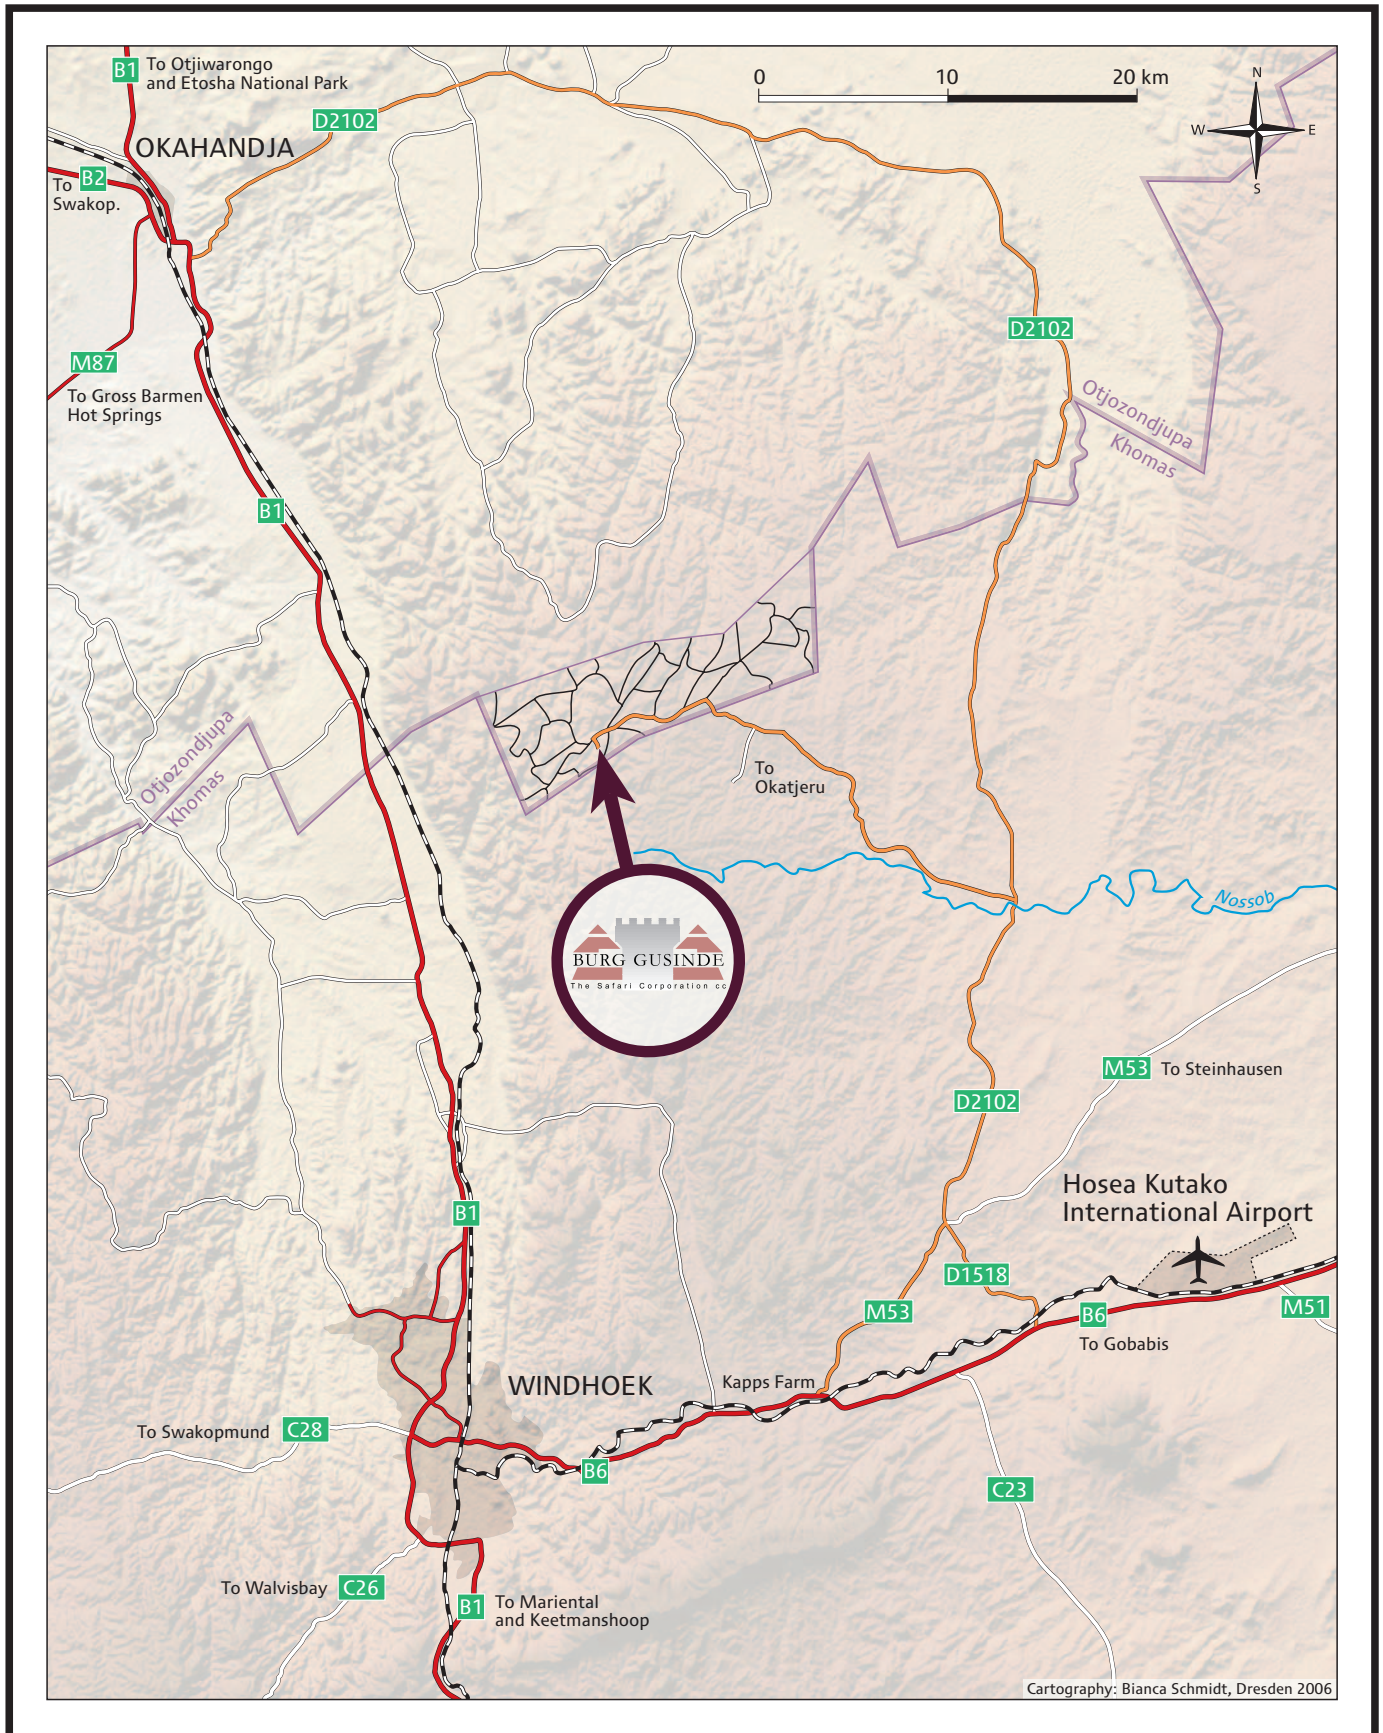 B1
To Otjiwarongo
and Etosha National Park
0 10 20 km
N
W E
S
D2102
OKAHANDJA
To B2
Swakop.
D2102
M87
To Gross Barmen
Hot Springs
Otjozondjupa
Khomas
B1
Otjozondjupa
Khomas
To
Okatjeru
Nossob
BURG GUSINDE
The Safari Corporation cc
M53 To Steinhausen
D2102
Hosea Kutako
International Airport
B1
D1518
M53
B6
M51
To Gobabis
Kapps Farm
WINDHOEK
To Swakopmund C28
B6
C23
To Walvisbay C26
B1 To Mariental
and Keetmanshoop
Cartography: Bianca Schmidt, Dresden 2006